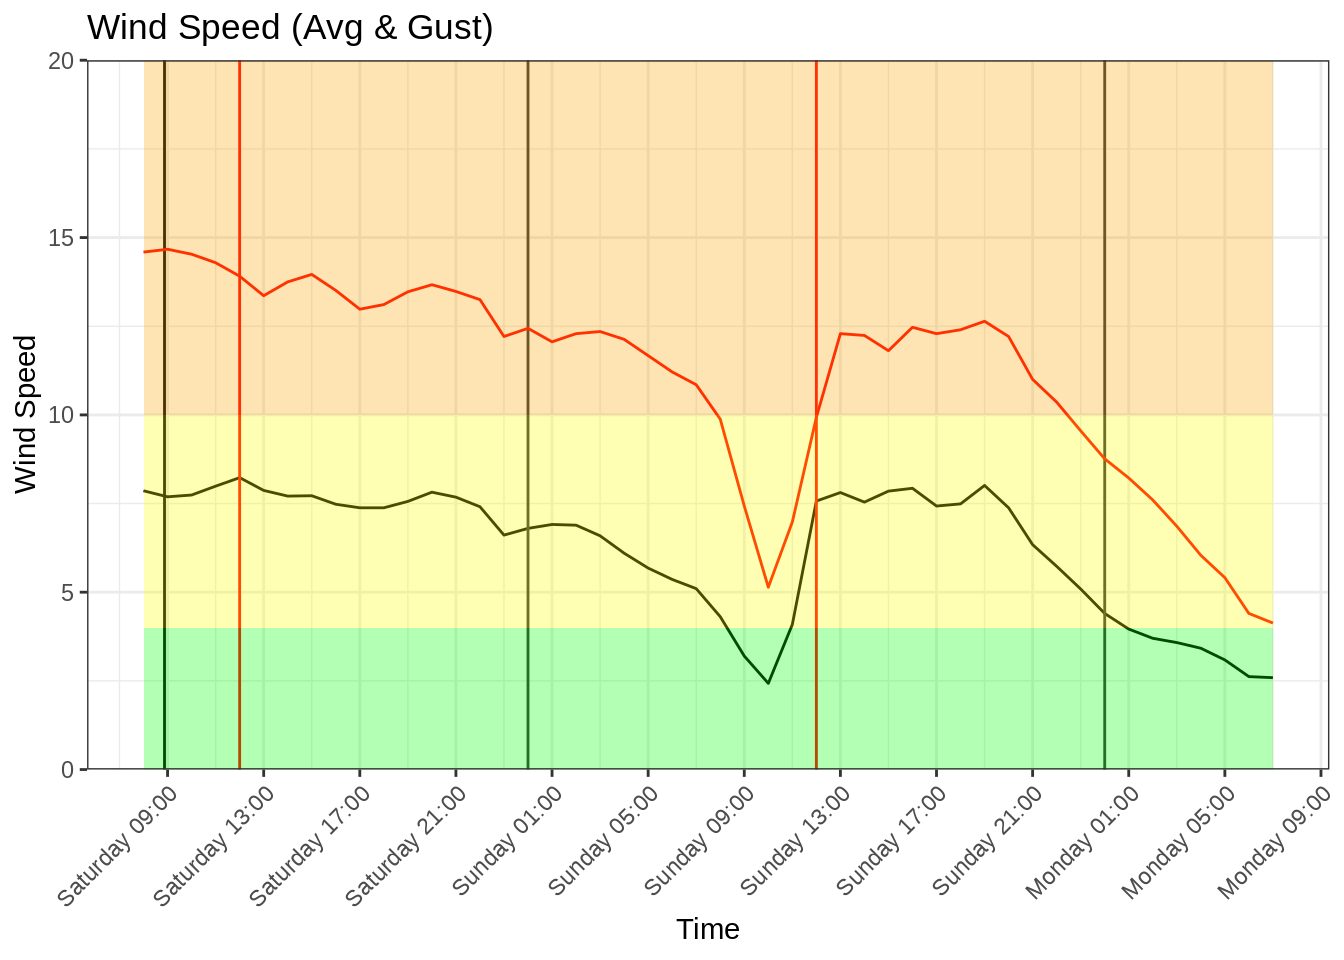 Wind Speed (Avg & Gust)
20
15
10
5
0
Wind Speed
Saturday 09:00
Saturday 13:00
Saturday 17:00
Saturday 21:00
Sunday 01:00
Sunday 05:00
Sunday 09:00
Sunday 13:00
Sunday 17:00
Sunday 21:00
Monday 01:00
Monday 05:00
Monday 09:00
Time